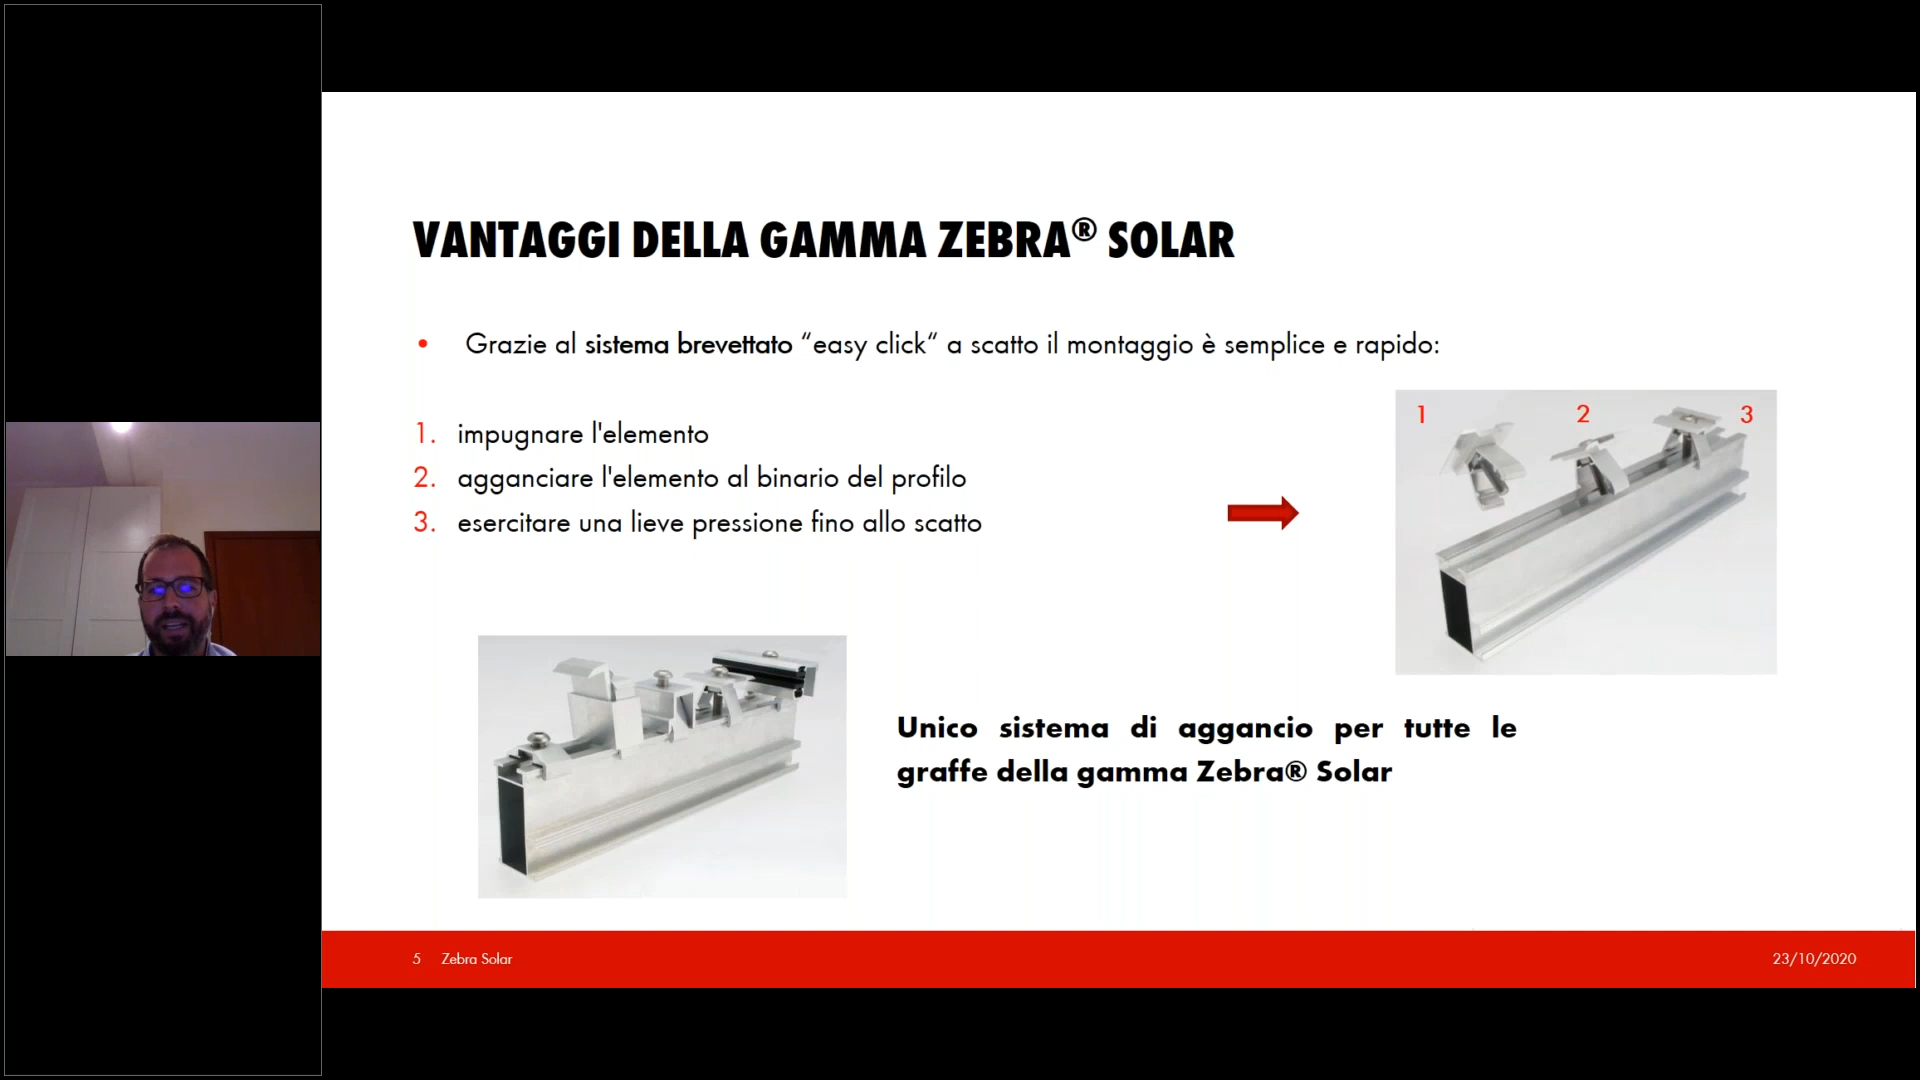 VANTAGGI DELLA GAMMA ZEBRA® SOLAR
• Grazie al sistema brevettato “easy click“ a scatto il montaggio è semplice e rapido:
1. impugnare l'elemento
2. agganciare l'elemento al binario del profilo
3. esercitare una lieve pressione fino allo scatto
1 2 3
Unico sistema di aggancio per tutte le
graffe della gamma Zebra® Solar
5 Zebra Solar 23/10/2020